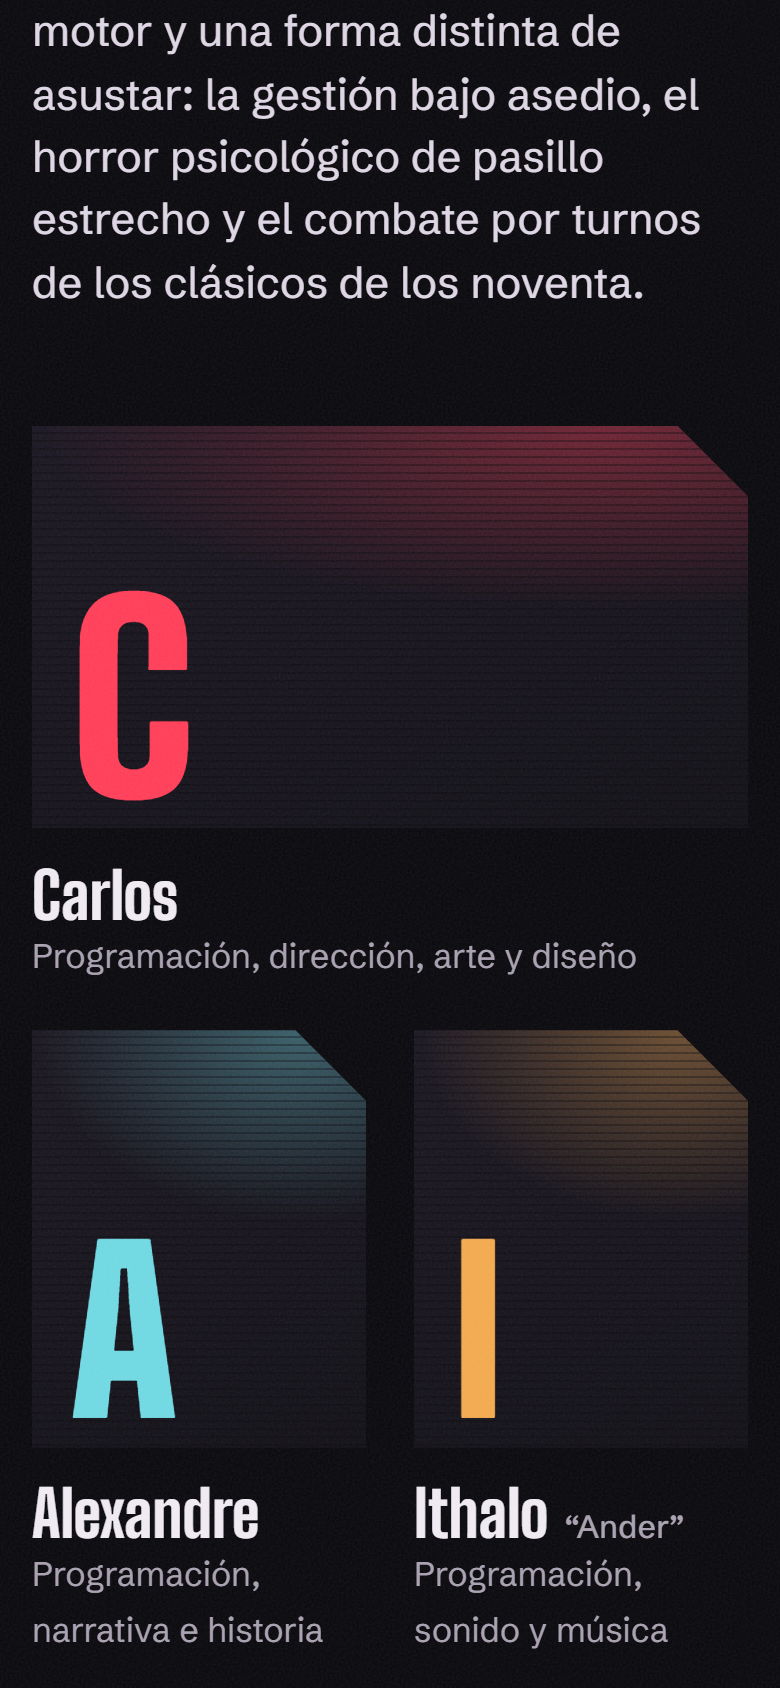 motor y una forma distinta de
asustar: la gestión bajo asedio, el
horror psicológico de pasillo
estrecho y el combate por turnos
de los clásicos de los noventa.
C
Carlos
Programación, dirección, arte y diseño
A
Alexandre
Programación,
narrativa e historia
I
Ithalo “Ander”
Programación,
sonido y música